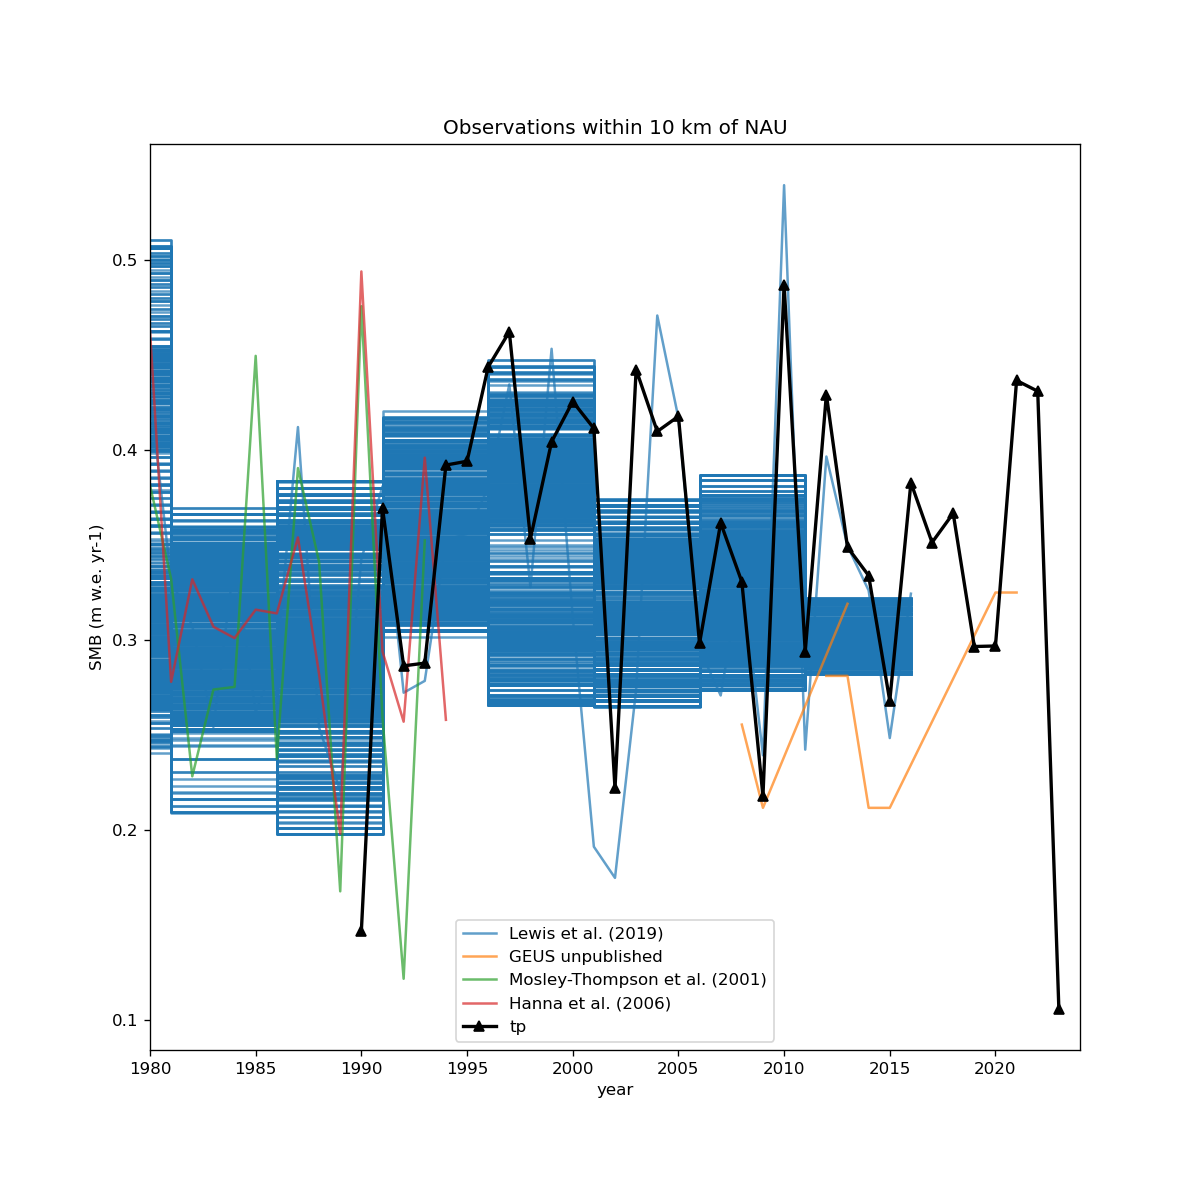 Observations within 10 km of NAU
SMB (m w.e. yr-1)
0.5
0.4
0.3
0.2
0.1
Lewis et al. (2019)
GEUS unpublished
Mosley-Thompson et al. (2001)
Hanna et al. (2006)
tp
1980 1985 1990 1995 2000 2005 2010 2015 2020
year